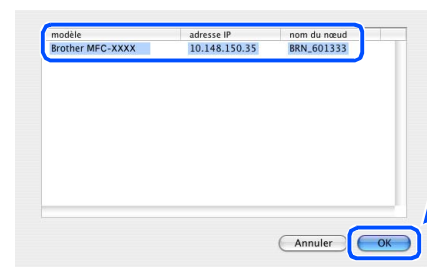 modèle adresse IP nom du nœud
Brother MFC-XXXX 10.148.150.35 BRN_601333
Annuler OK